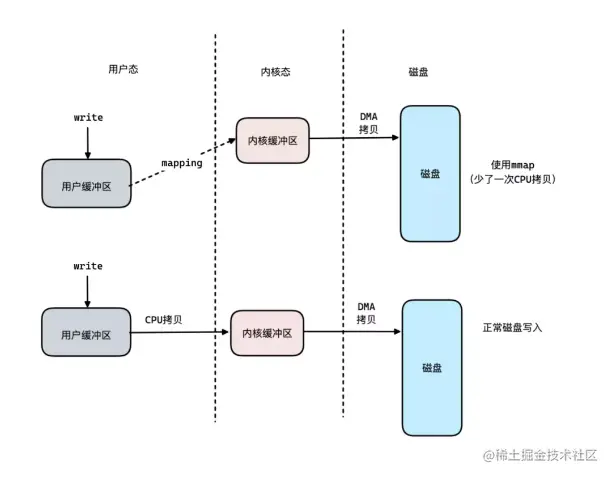 用户态
内核态
磁盘
write
用户缓冲区
mapping
内核缓冲区
DMA
拷贝
磁盘
使用mmap
(少了一次CPU拷贝)
write
用户缓冲区
CPU拷贝
内核缓冲区
DMA
拷贝
磁盘
正常磁盘写入
@稀土掘金技术社区